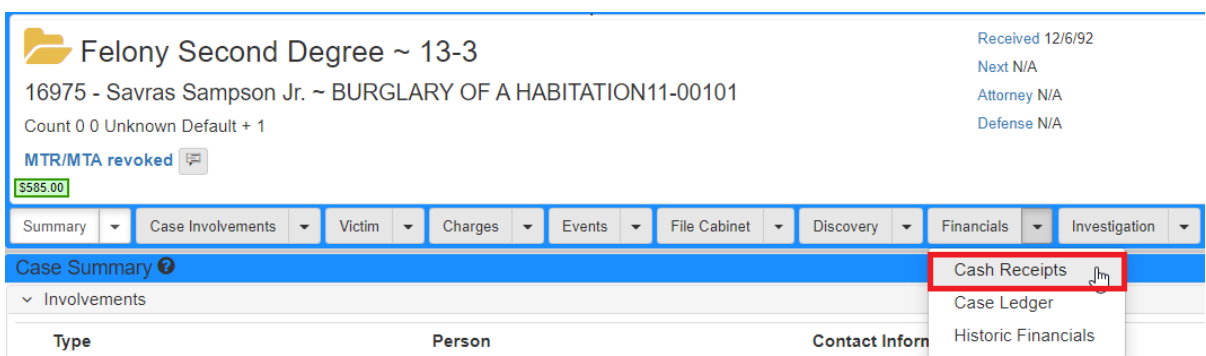 Felony Second Degree ~ 13-3
16975 - Savras Sampson Jr. ~ BURGLARY OF A HABITATION11-00101
Count 0 0 Unknown Default + 1
MTR/MTA revoked
$585.00
Received 12/6/92
Next N/A
Attorney N/A
Defense N/A
Summary Case Involvements Victim Charges Events File Cabinet Discovery Financials Investigation
Cash Receipts
Case Ledger
Historic Financials
Case Summary ?
Involvements
Type Person Contact Inform